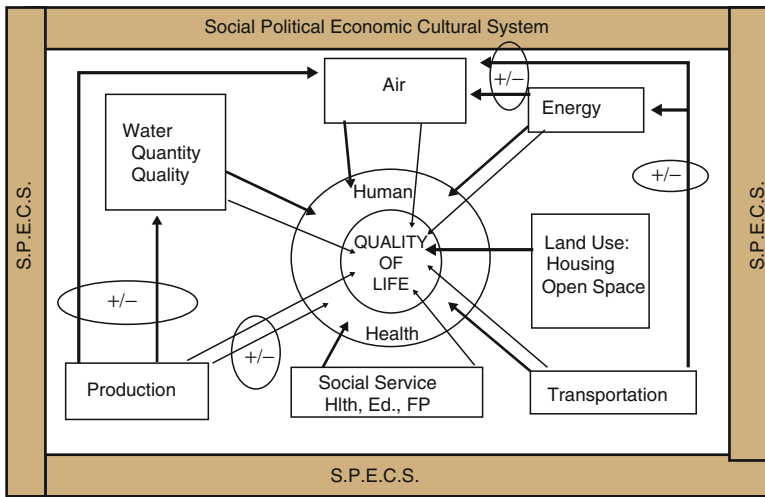 Social Political Economic Cultural System
S.P.E.C.S.
S.P.E.C.S.
+/−
Air
Energy
Water
Quantity
Quality
+/−
Human
QUALITY
OF
LIFE
Health
Land Use:
Housing
Open Space
+/−
+/−
Production
Social Service
Hlth, Ed., FP
Transportation
S.P.E.C.S.